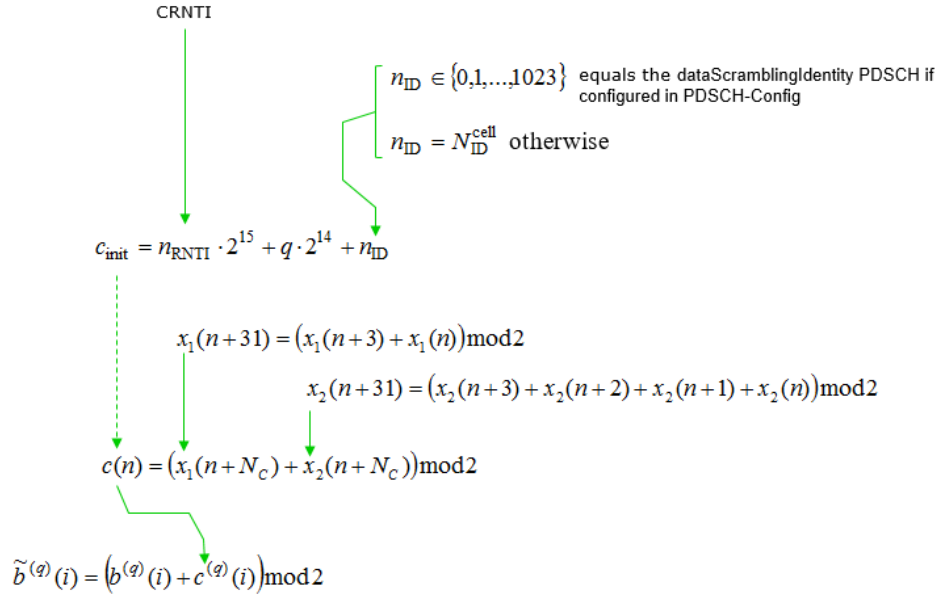 CRNTI
n_ID ∈ {0,1,...,1023} equals the dataScramblingIdentity PDSCH if
configured in PDSCH-Config
n_ID = N_ID^cell otherwise
c_init = n_RNTI · 2^15 + q · 2^14 + n_ID
x_1(n+31) = (x_1(n+3) + x_1(n))mod2
x_2(n+31) = (x_2(n+3) + x_2(n+2) + x_2(n+1) + x_2(n))mod2
c(n) = (x_1(n+N_C) + x_2(n+N_C))mod2
b̃^(q)(i) = (b^(q)(i) + c^(q)(i))mod2